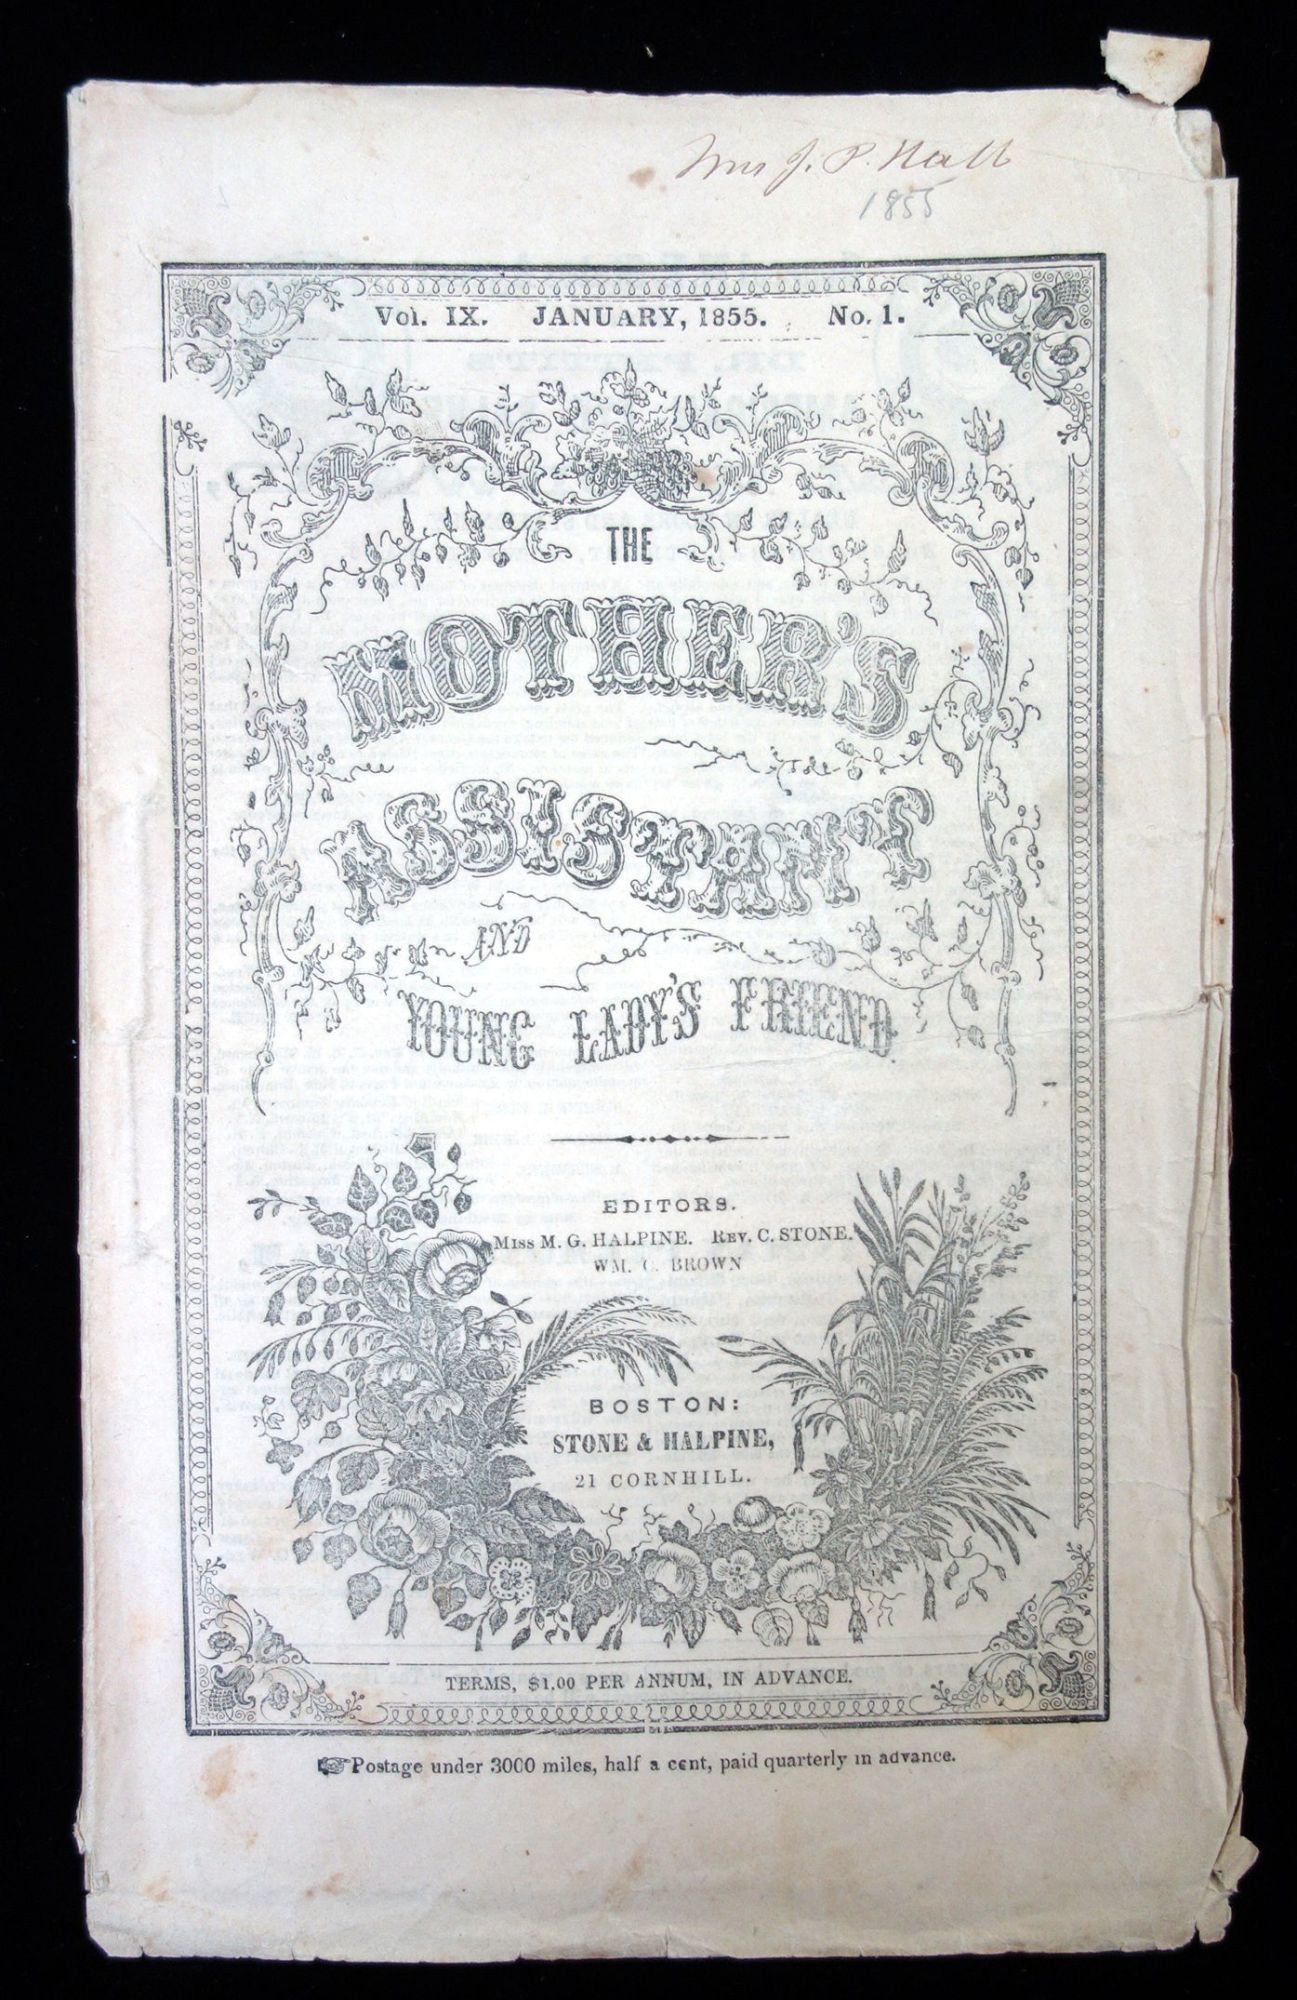 Mrs J. P. Hall
1855
Vol. IX. JANUARY, 1855. No. 1.
THE
MOTHER'S
ASSISTANT
AND
YOUNG LADY'S FRIEND.
EDITORS.
Miss M. G. HALPINE. Rev. C. STONE.
WM. C. BROWN
BOSTON:
STONE & HALPINE,
21 CORNHILL.
TERMS, $1.00 PER ANNUM, IN ADVANCE.
☞Postage under 3000 miles, half a cent, paid quarterly in advance.